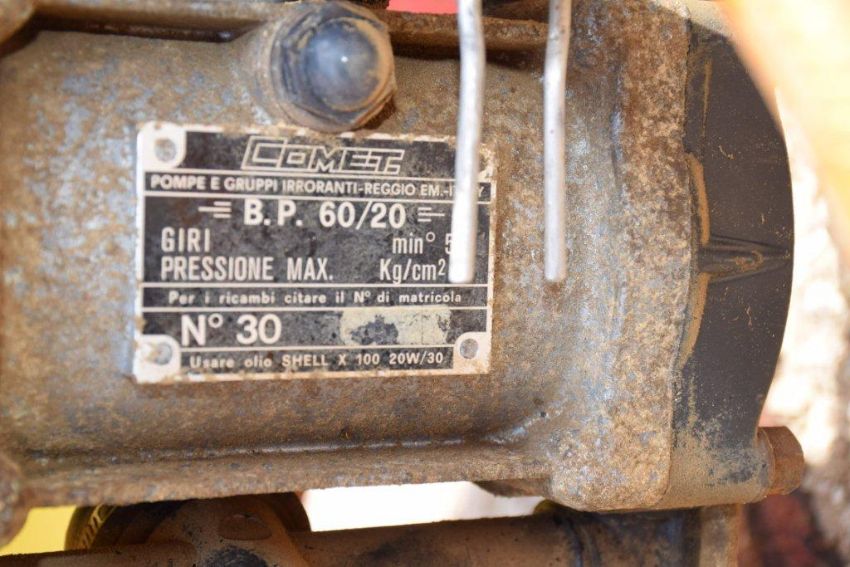 COMET
POMPE E GRUPPI IRRORANTI-REGGIO EM.-
B.P. 60/20
GIRI min° 5
PRESSIONE MAX. Kg/cm2
Per i ricambi citare il N° di matricola
N° 30
Usare olio SHELL X 100 20W/30